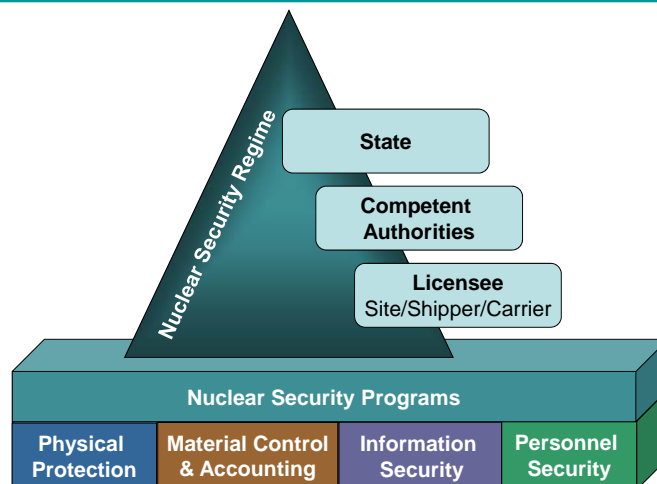 Nuclear Security Regime
State
Competent
Authorities
Licensee
Site/Shipper/Carrier
Nuclear Security Programs
Physical
Protection
Material Control
& Accounting
Information
Security
Personnel
Security